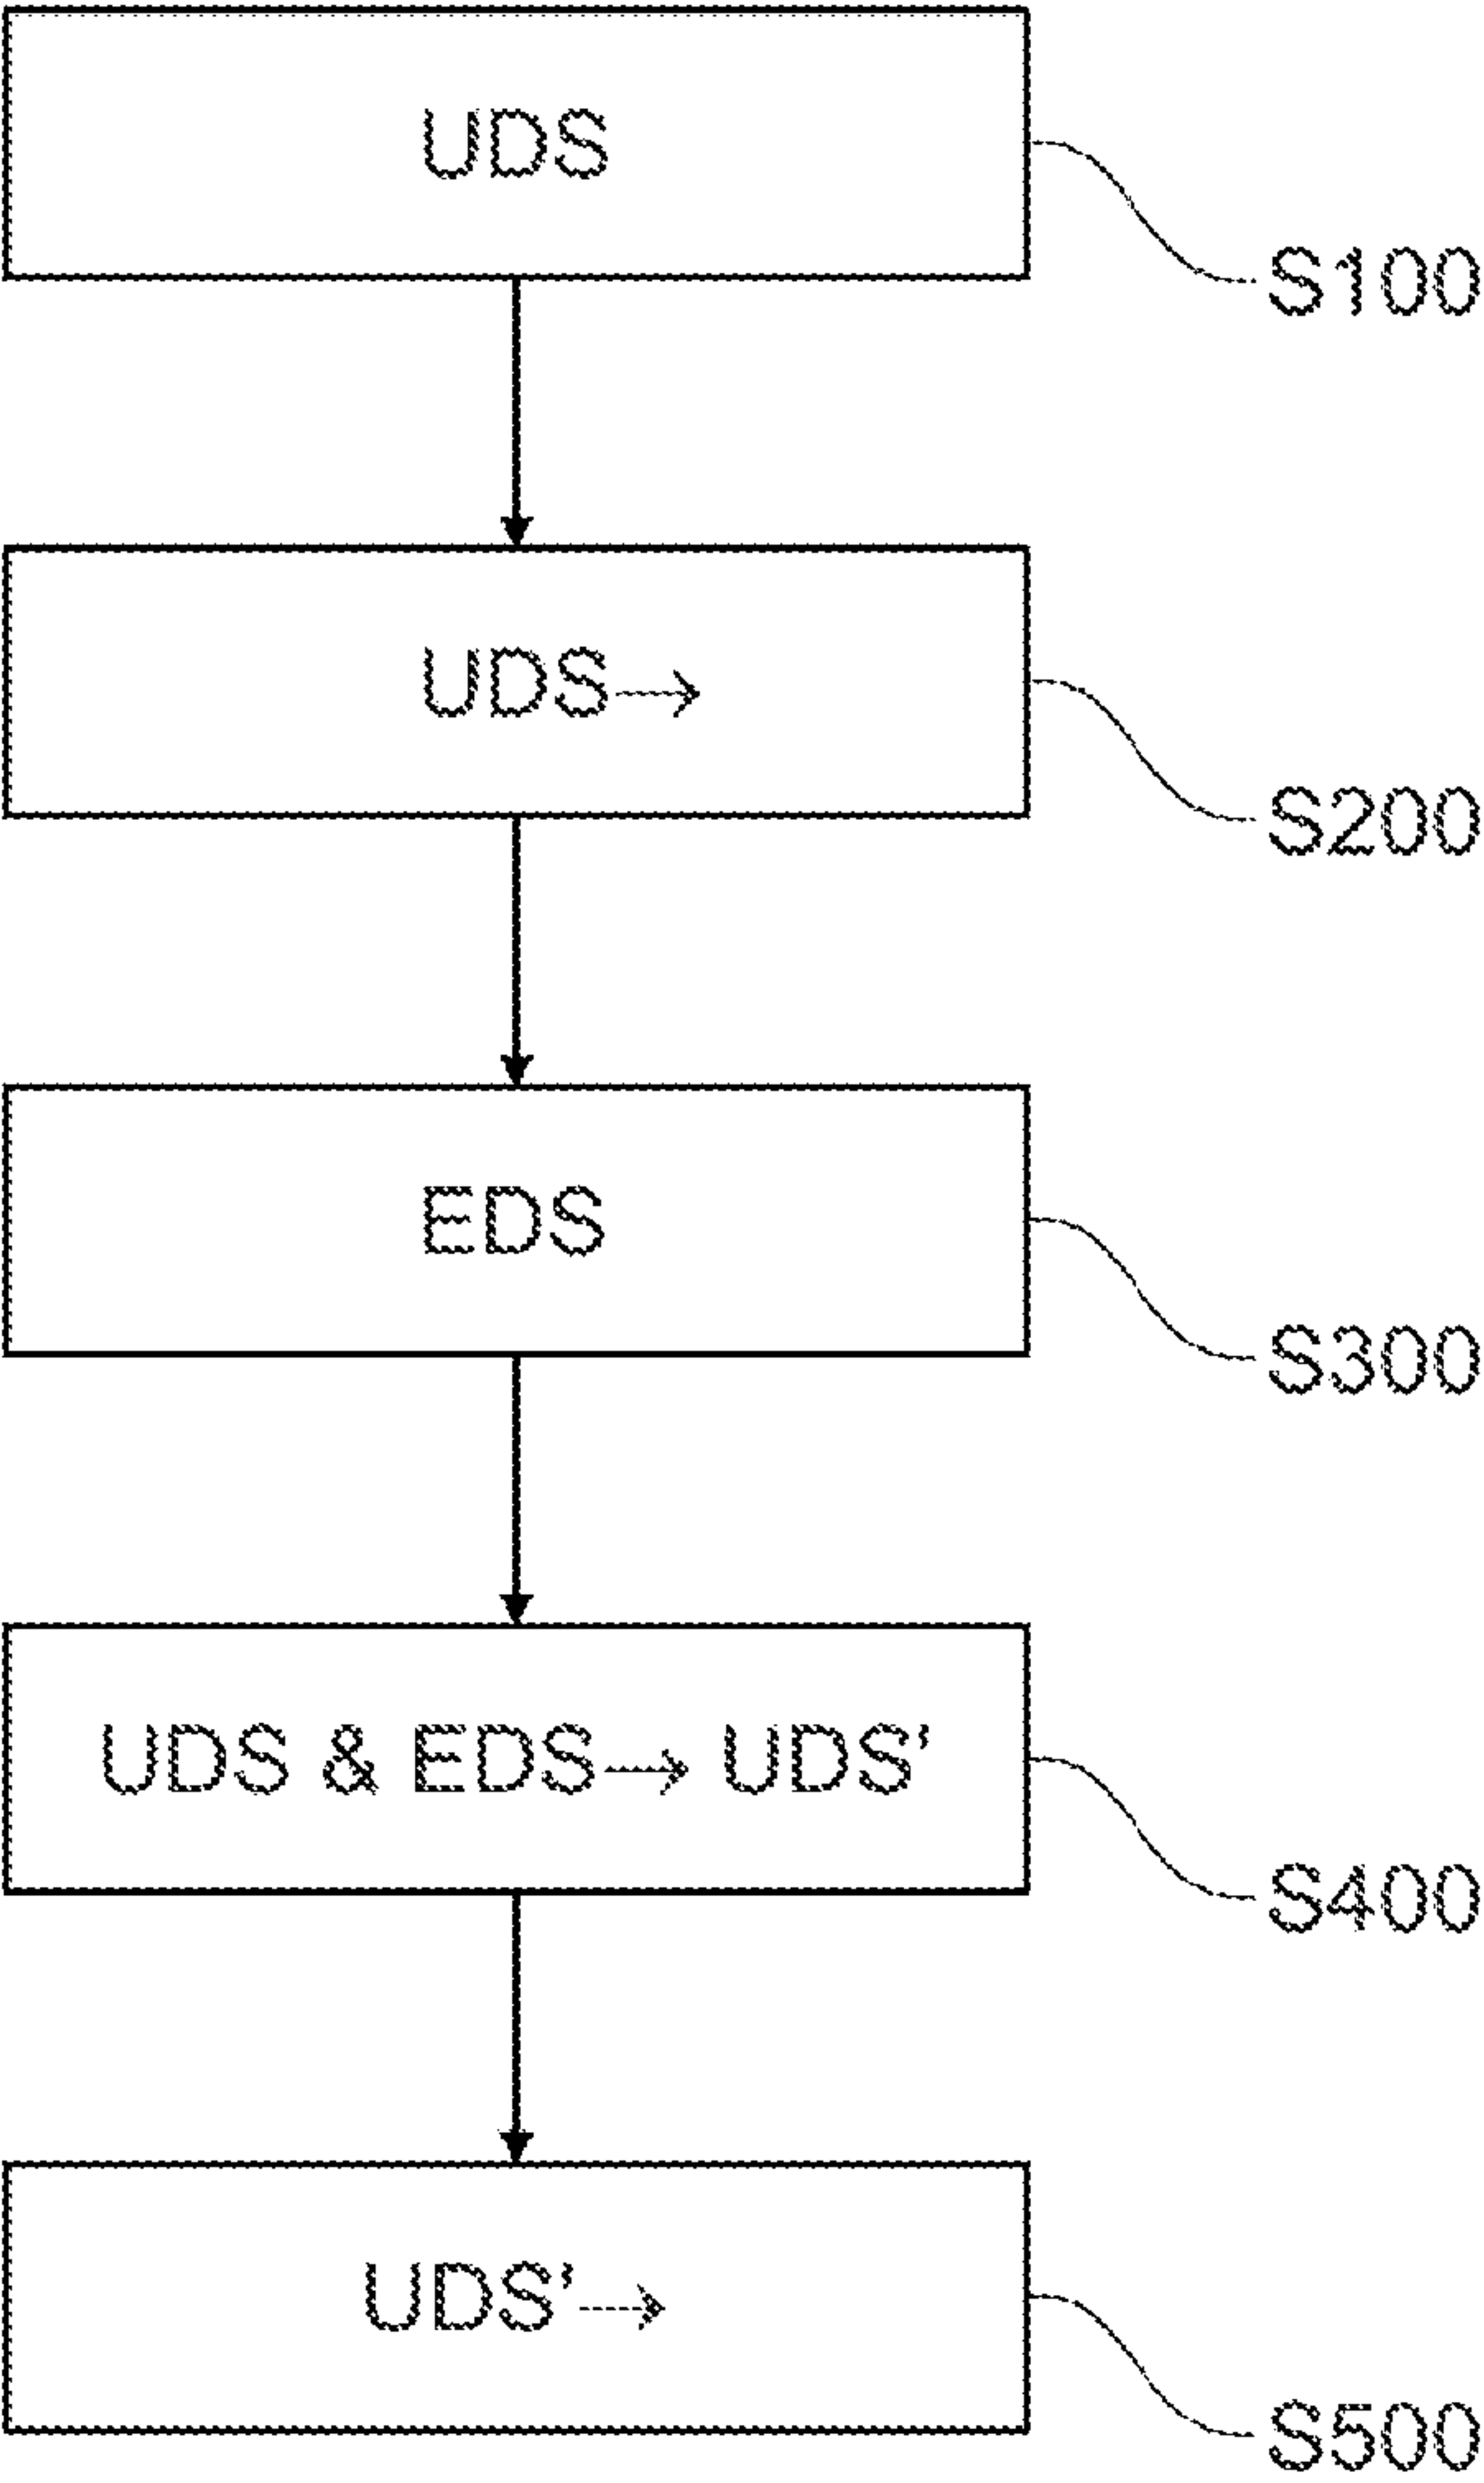 UDS
S100
UDS→
S200
EDS
S300
UDS & EDS→ UDS'
S400
UDS'→
S500